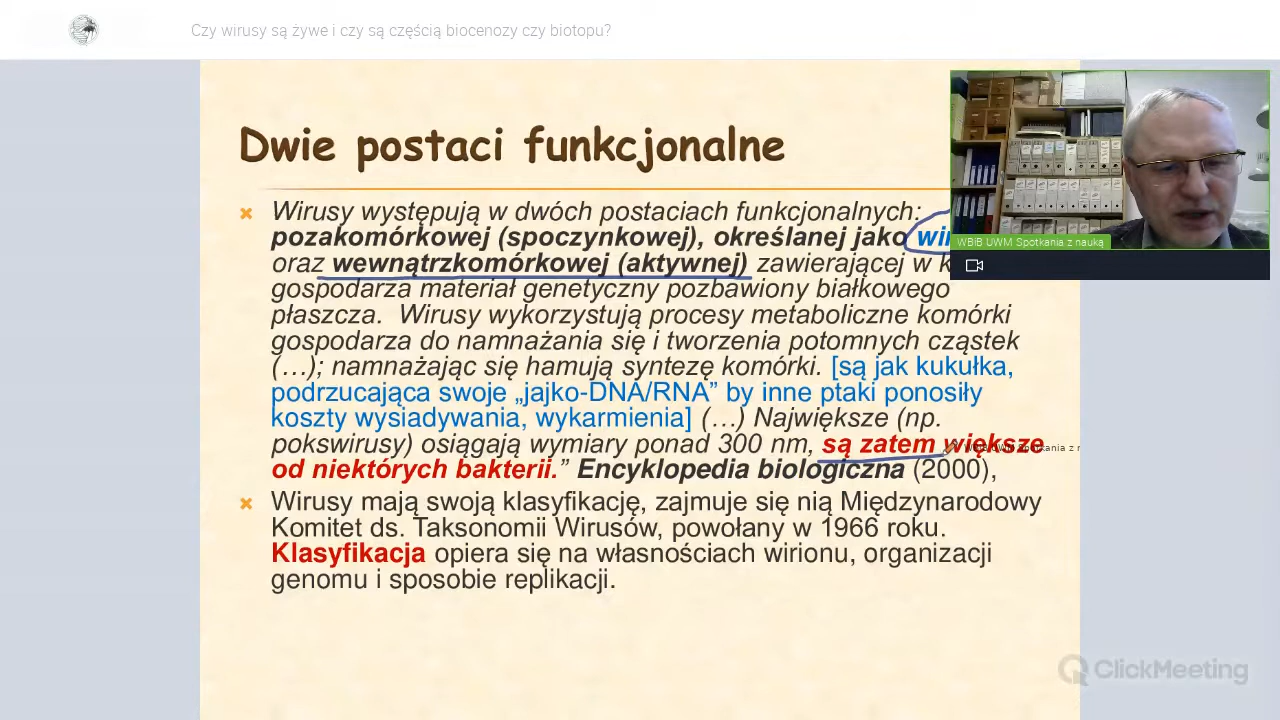 Czy wirusy są żywe i czy są częścią biocenozy czy biotopu?
Dwie postaci funkcjonalne
Wirusy występują w dwóch postaciach funkcjonalnych:
pozakomórkowej (spoczynkowej), określanej jako
oraz wewnątrzkomórkowej (aktywnej) zawierającej w
gospodarza materiał genetyczny pozbawiony białkowego
płaszcza. Wirusy wykorzystują procesy metaboliczne komórki
gospodarza do namnażania się i tworzenia potomnych cząstek
(…); namnażając się hamują syntezę komórki. [są jak kukułka,
podrzucająca swoje „jajko-DNA/RNA” by inne ptaki ponosiły
koszty wysiadywania, wykarmienia] (…) Największe (np.
pokswirusy) osiągają wymiary ponad 300 nm, są zatem większe
od niektórych bakterii.” Encyklopedia biologiczna (2000),
Wirusy mają swoją klasyfikację, zajmuje się nią Międzynarodowy
Komitet ds. Taksonomii Wirusów, powołany w 1966 roku.
Klasyfikacja opiera się na własnościach wirionu, organizacji
genomu i sposobie replikacji.
WBiB UWM Spotkania z nauką
ClickMeeting